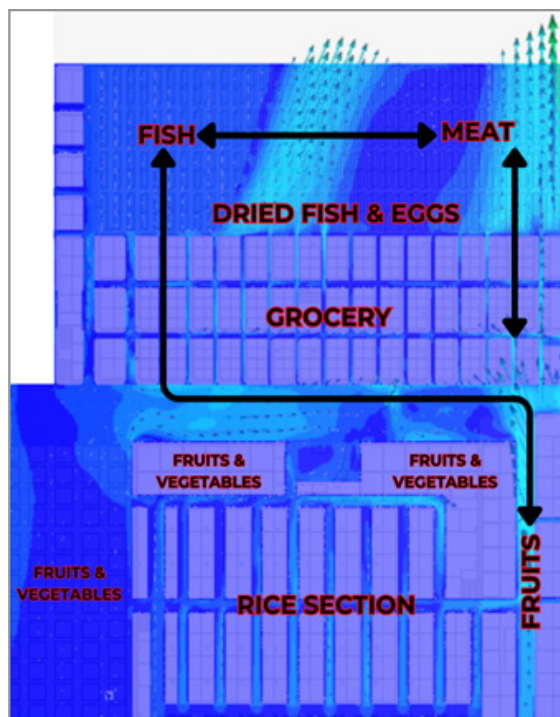 FISH
MEAT
DRIED FISH & EGGS
GROCERY
FRUITS &
VEGETABLES
FRUITS &
VEGETABLES
FRUITS &
VEGETABLES
RICE SECTION
FRUITS